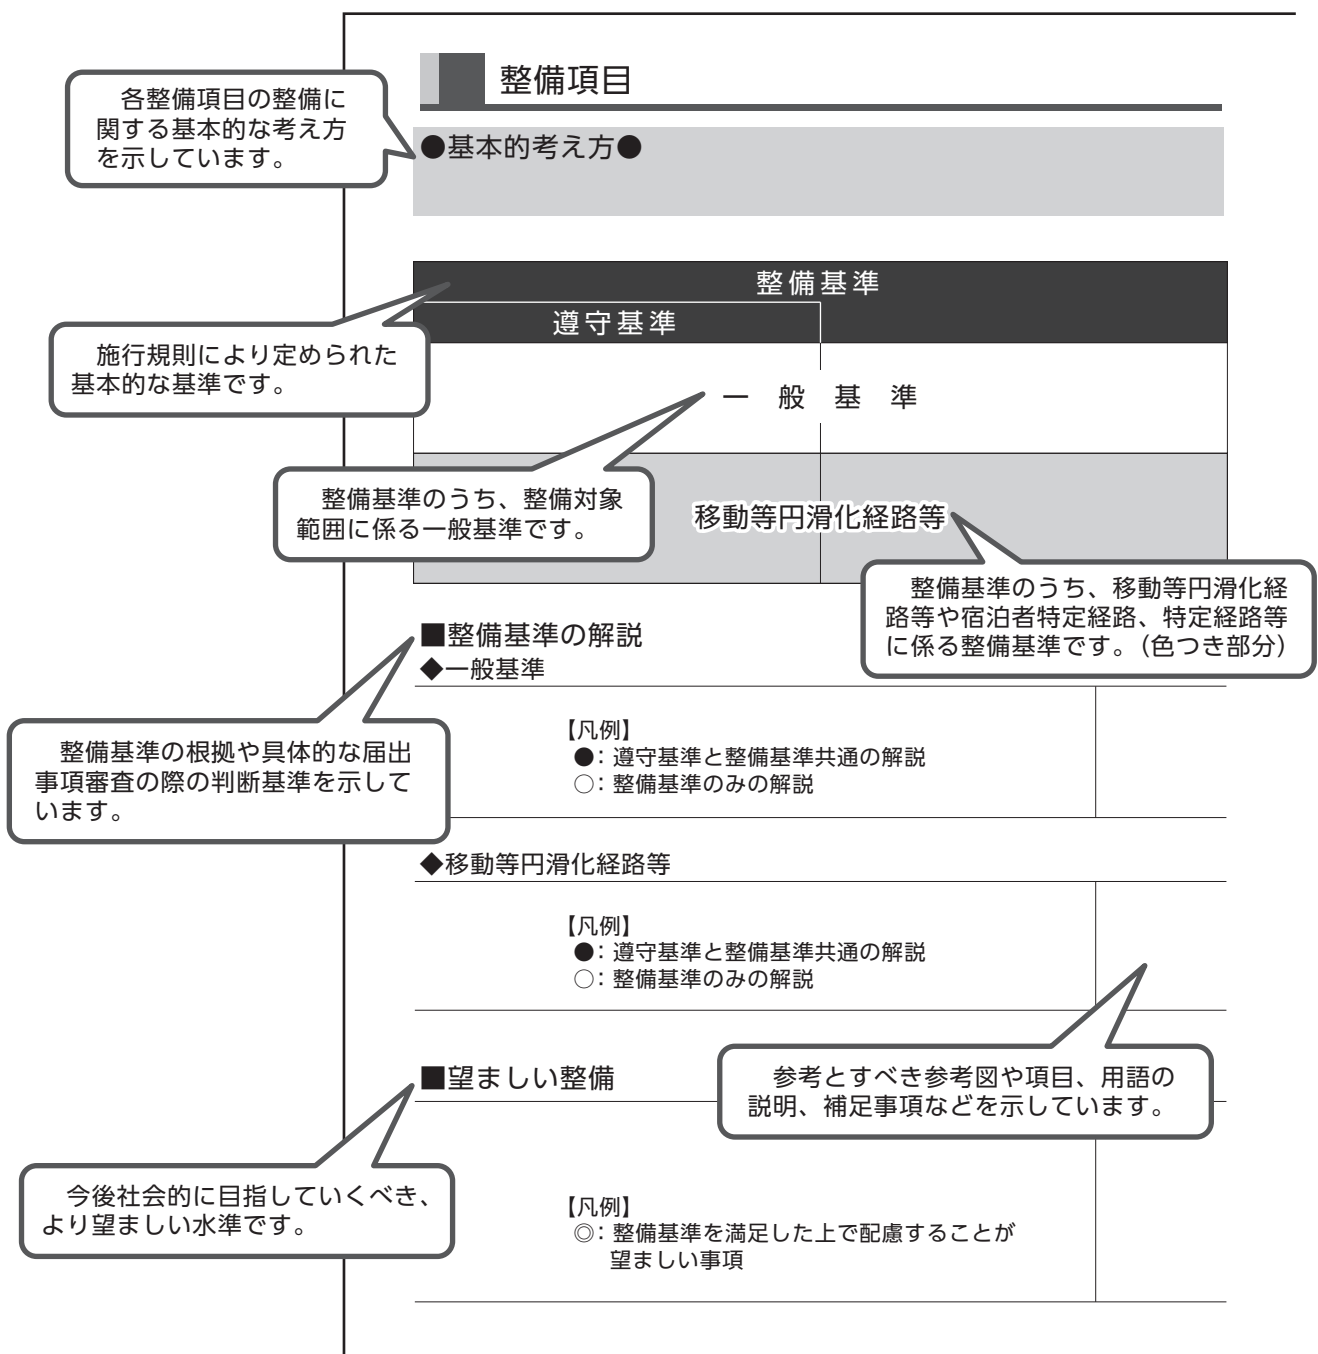 整備項目
各整備項目の整備に
関する基本的な考え方
を示しています。
●基本的考え方●
整備基準
遵守基準
施行規則により定められた
基本的な基準です。
一般基準
整備基準のうち、整備対象
範囲に係る一般基準です。
移動等円滑化経路等
整備基準のうち、移動等円滑化経
路等や宿泊者特定経路、特定経路等
に係る整備基準です。（色つき部分）
■整備基準の解説
◆一般基準
整備基準の根拠や具体的な届出
事項審査の際の判断基準を示して
います。
【凡例】
●：遵守基準と整備基準共通の解説
○：整備基準のみの解説
◆移動等円滑化経路等
【凡例】
●：遵守基準と整備基準共通の解説
○：整備基準のみの解説
参考とすべき参考図や項目、用語の
説明、補足事項などを示しています。
■望ましい整備
今後社会的に目指していくべき、
より望ましい水準です。
【凡例】
◎：整備基準を満足した上で配慮することが
望ましい事項